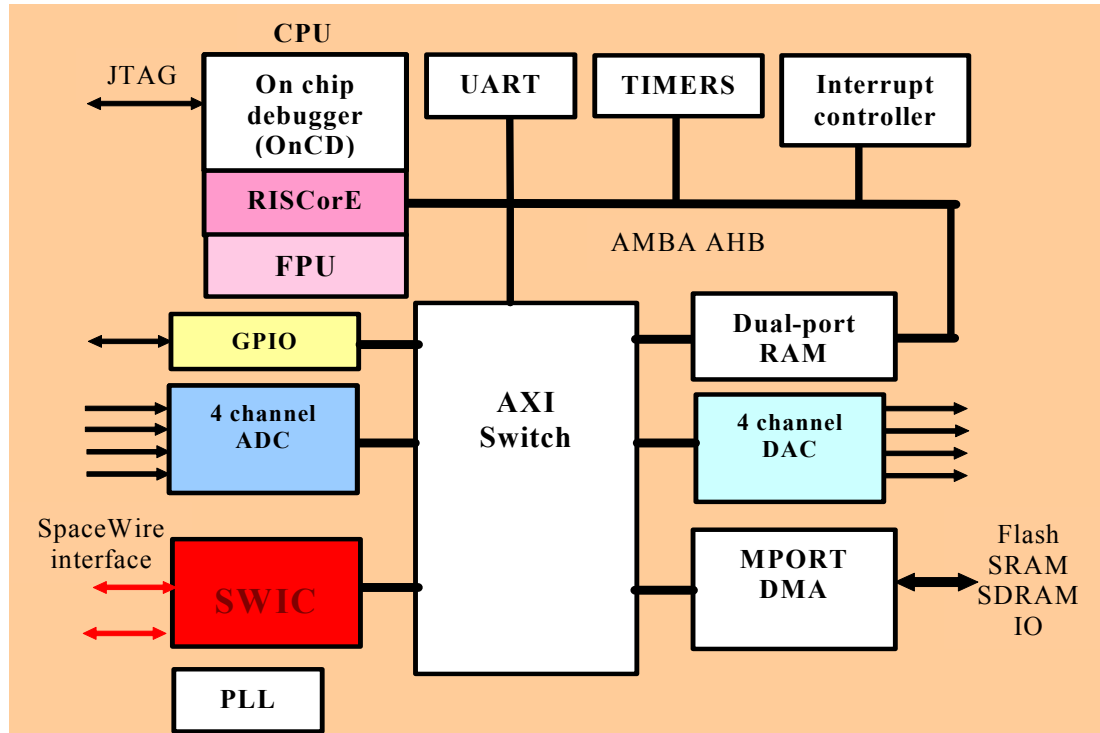 CPU
JTAG
On chip
debugger
(OnCD)
RISCorE
FPU
UART
TIMERS
Interrupt
controller
AMBA AHB
GPIO
4 channel
ADC
SpaceWire
interface
SWIC
PLL
AXI
Switch
Dual-port
RAM
4 channel
DAC
MPORT
DMA
Flash
SRAM
SDRAM
IO